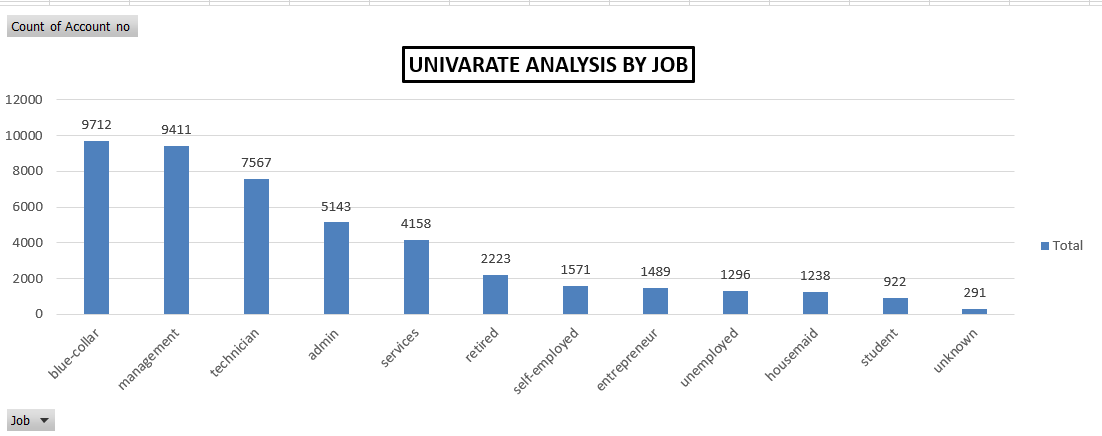 Count of Account no
UNIVARATE ANALYSIS BY JOB
12000
10000
8000
6000
4000
2000
0
9712
9411
7567
5143
4158
2223
1571
1489
1296
1238
922
291
blue-collar
management
technician
admin
services
retired
self-employed
entrepreneur
unemployed
housemaid
student
unknown
Total
Job